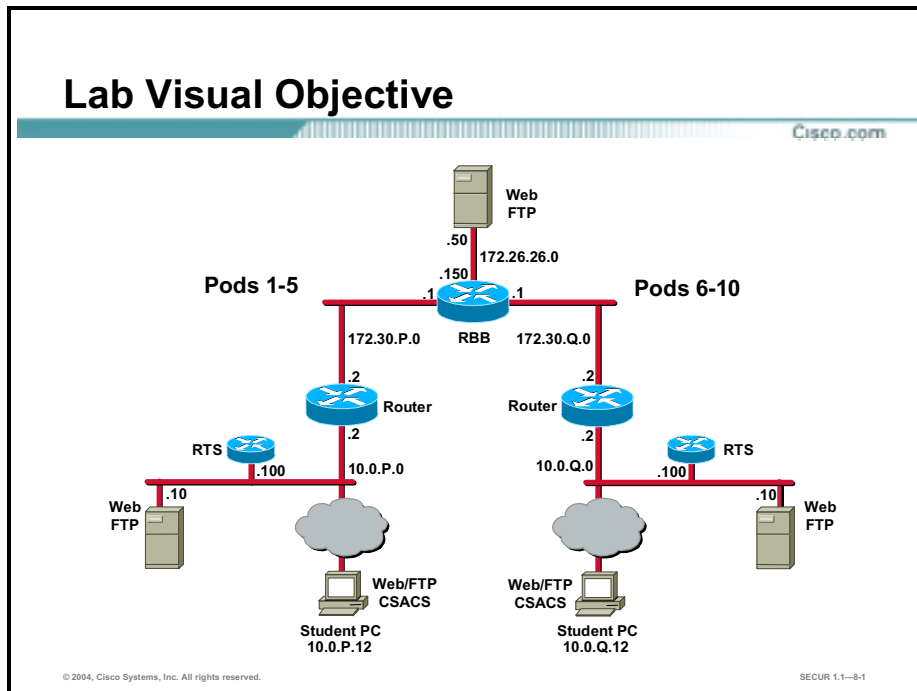 Lab Visual Objective
Cisco.com
Web
FTP
.50
172.26.26.0
.150
Pods 1-5
Pods 6-10
.1
.1
RBB
172.30.P.0
172.30.Q.0
.2
.2
Router
Router
.2
.2
RTS
RTS
.100
10.0.P.0
10.0.Q.0
.100
.10
.10
Web
FTP
Web
FTP
Web/FTP
CSACS
Web/FTP
CSACS
Student PC
10.0.P.12
Student PC
10.0.Q.12
© 2004, Cisco Systems, Inc. All rights reserved.
SECUR 1.1—8-1